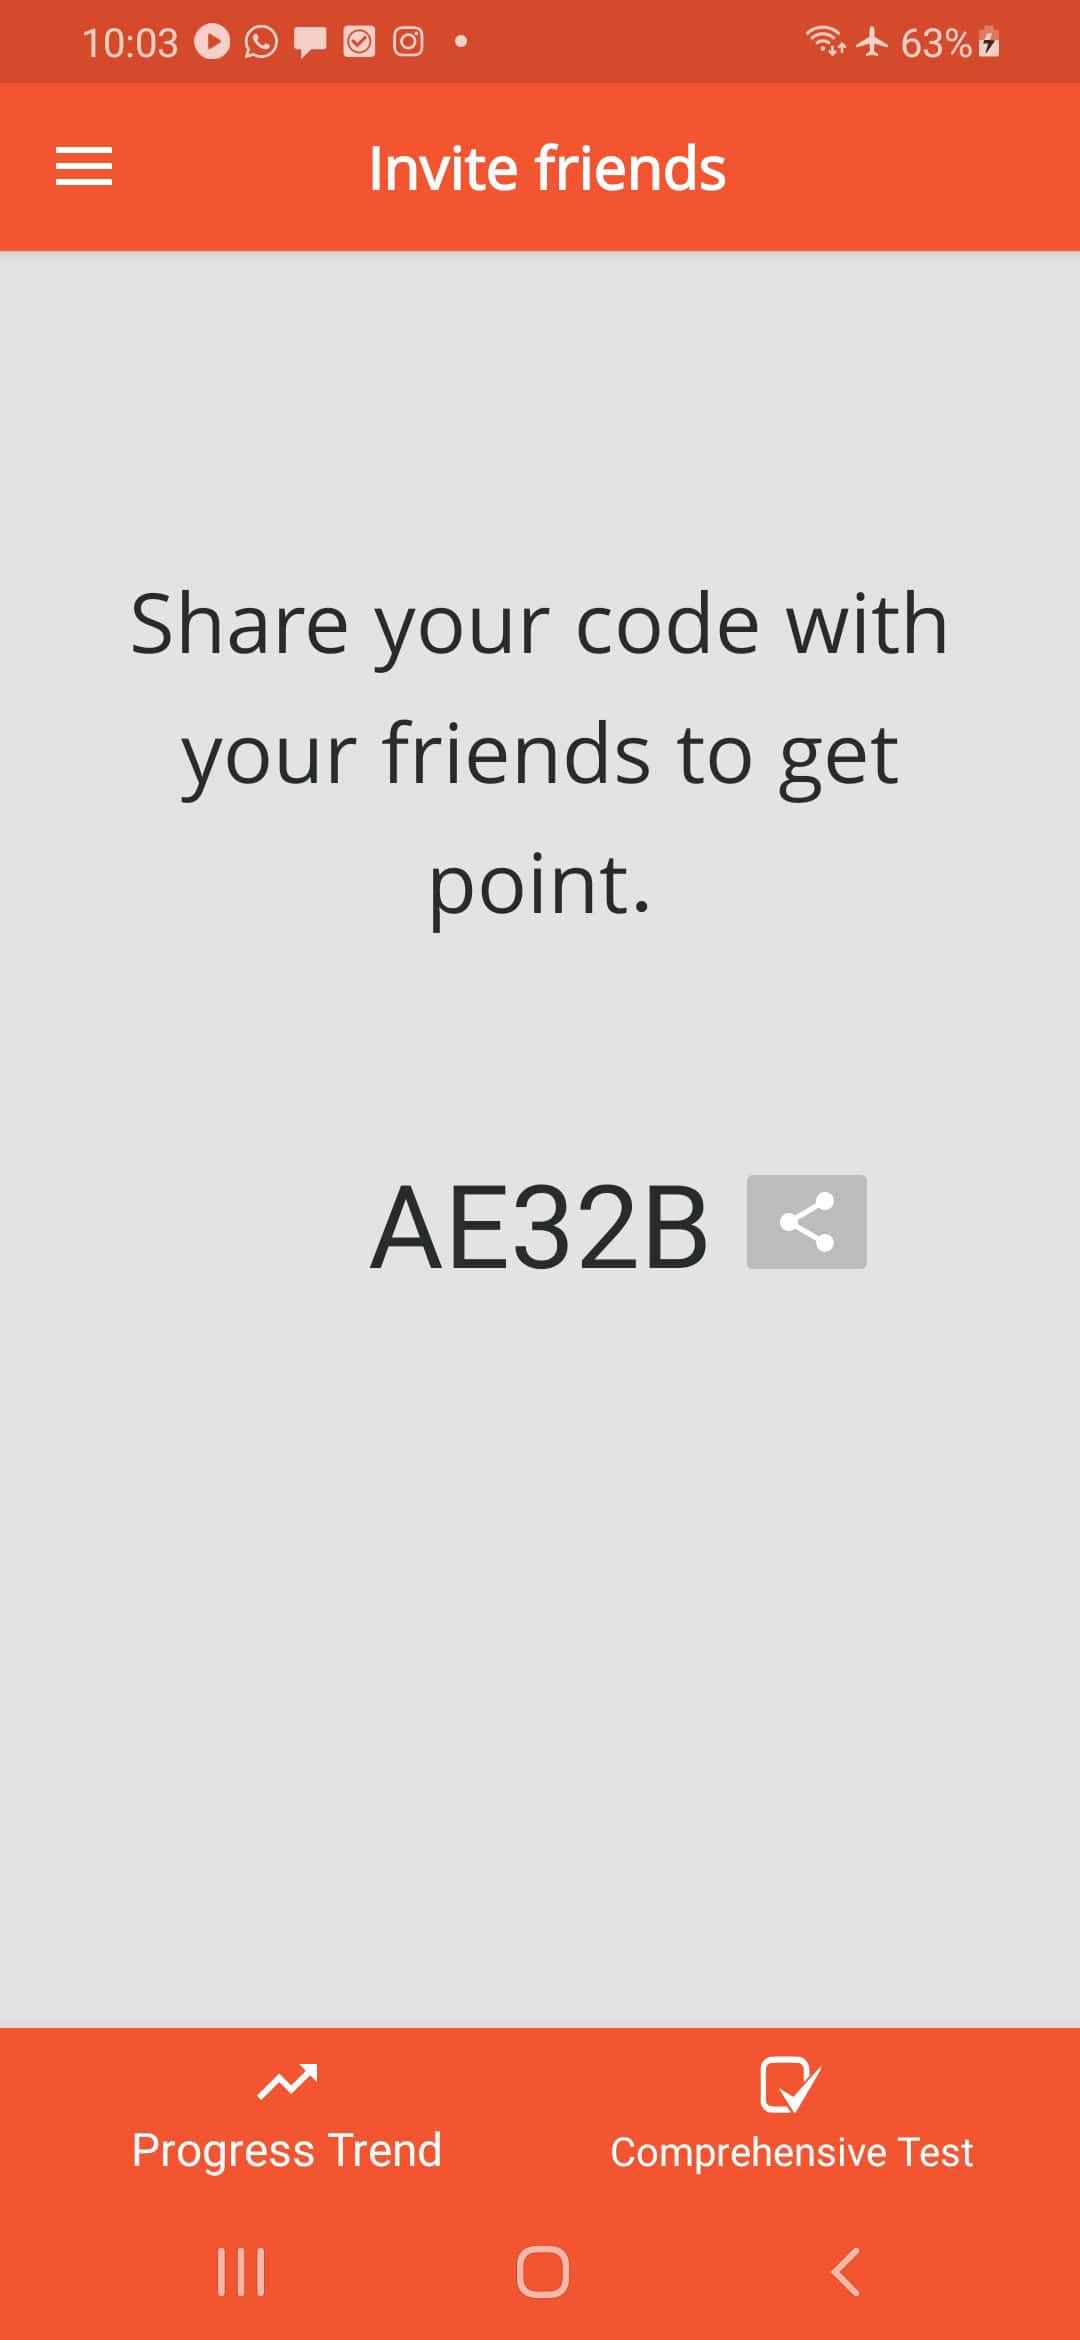 10:03 63%
Invite friends
Share your code with
your friends to get
point.
AE32B
Progress Trend Comprehensive Test